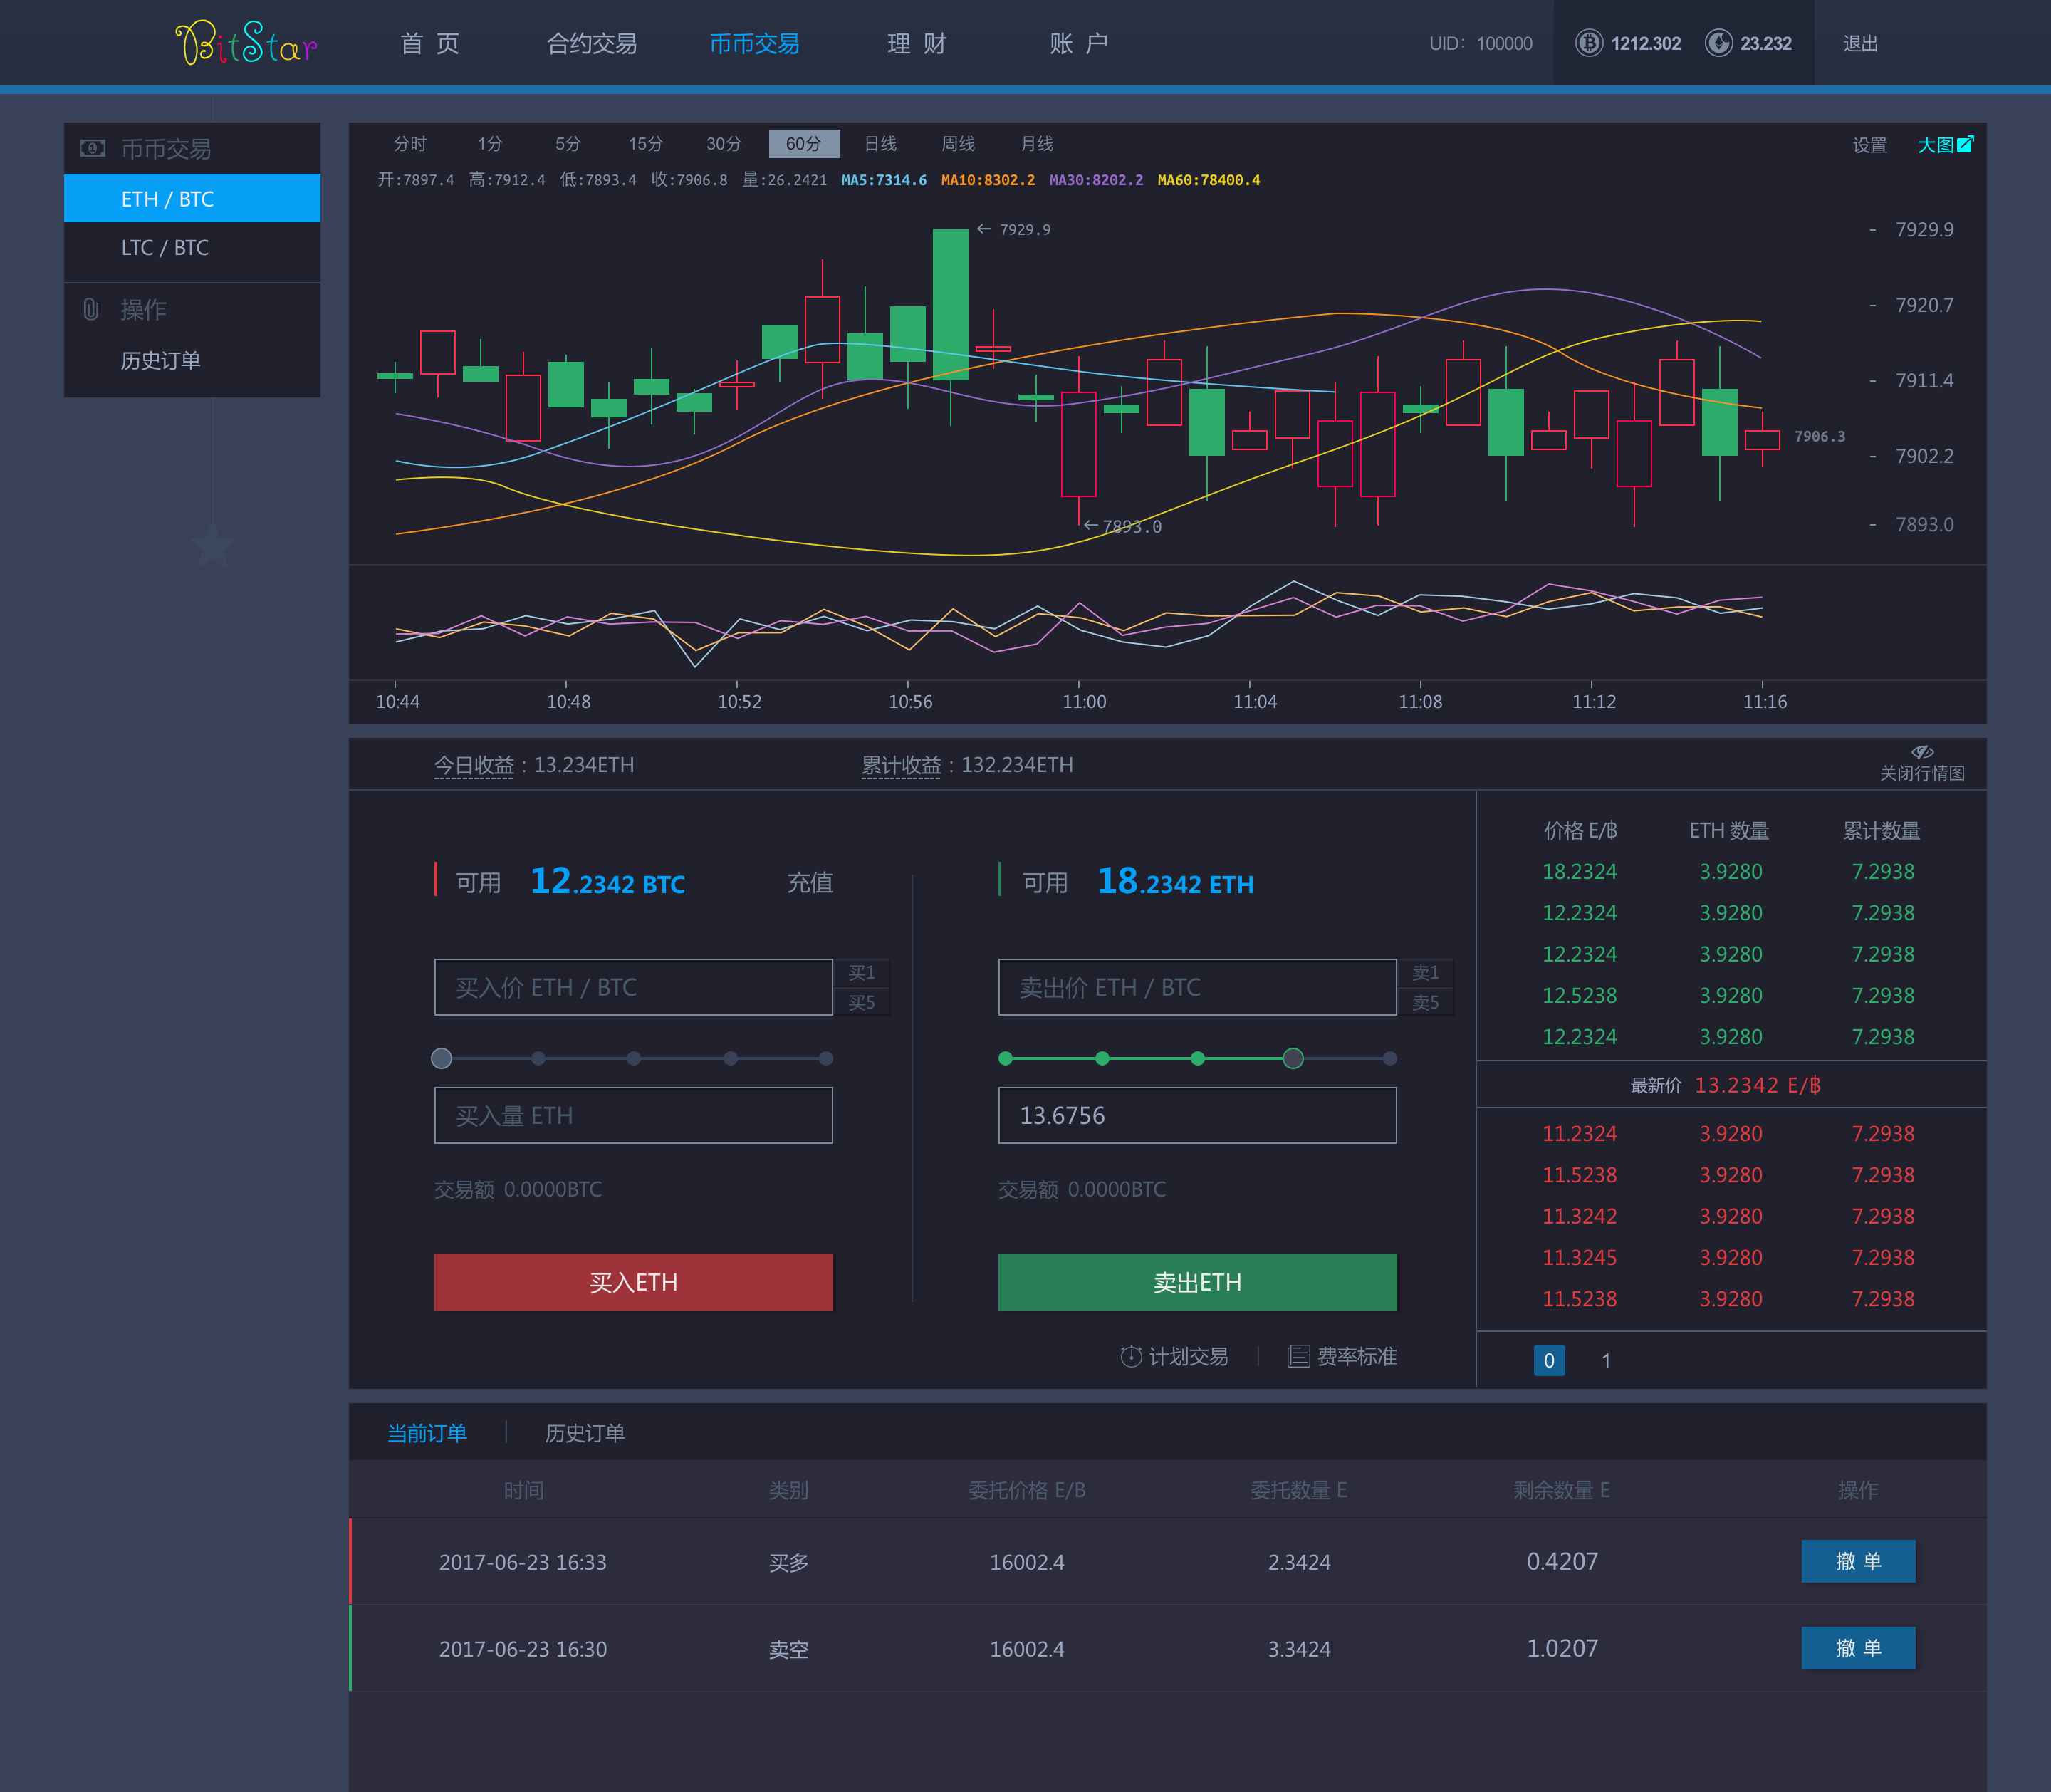 BitStar 首 页 合约交易 币币交易 理 财 账 户 UID：100000 1212.302 23.232 退出
币币交易
ETH / BTC
LTC / BTC
操作
历史订单
分时 1分 5分 15分 30分 60分 日线 周线 月线 设置 大图
开:7897.4 高:7912.4 低:7893.4 收:7906.8 量:26.2421 MA5:7314.6 MA10:8302.2 MA30:8202.2 MA60:78400.4
← 7929.9
- 7929.9
- 7920.7
- 7911.4
7906.3
- 7902.2
←7893.0
- 7893.0
10:44 10:48 10:52 10:56 11:00 11:04 11:08 11:12 11:16
今日收益：13.234ETH 累计收益：132.234ETH 关闭行情图
可用 12.2342 BTC 充值
买入价 ETH / BTC 买1
买5
买入量 ETH
交易额 0.0000BTC
买入ETH
可用 18.2342 ETH
卖出价 ETH / BTC 卖1
卖5
13.6756
交易额 0.0000BTC
卖出ETH
计划交易 费率标准
价格 E/฿ ETH 数量 累计数量
18.2324 3.9280 7.2938
12.2324 3.9280 7.2938
12.2324 3.9280 7.2938
12.5238 3.9280 7.2938
12.2324 3.9280 7.2938
最新价 13.2342 E/฿
11.2324 3.9280 7.2938
11.5238 3.9280 7.2938
11.3242 3.9280 7.2938
11.3245 3.9280 7.2938
11.5238 3.9280 7.2938
0 1
当前订单 历史订单
时间 类别 委托价格 E/B 委托数量 E 剩余数量 E 操作
2017-06-23 16:33 买多 16002.4 2.3424 0.4207 撤 单
2017-06-23 16:30 卖空 16002.4 3.3424 1.0207 撤 单